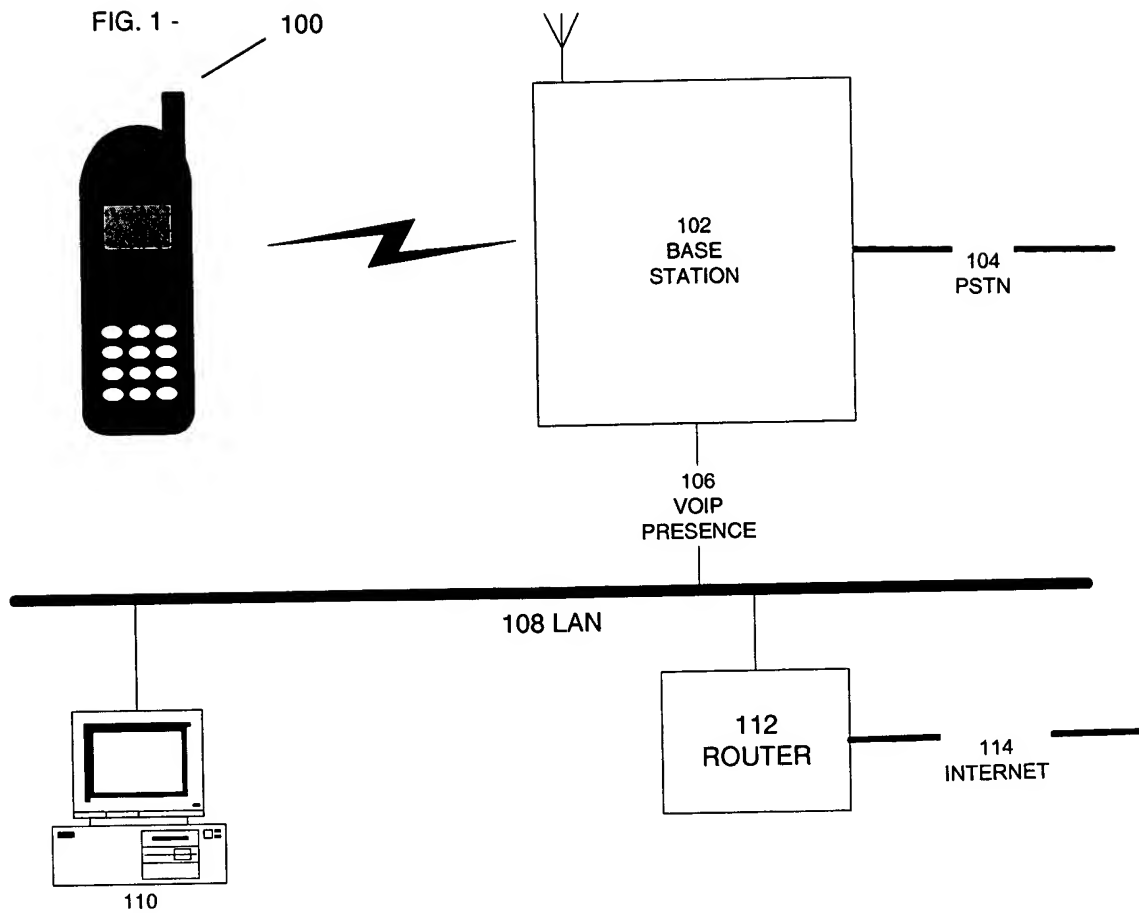 FIG. 1 -
100
102
BASE
STATION
104
PSTN
106
VOIP
PRESENCE
108 LAN
112
ROUTER
114
INTERNET
110